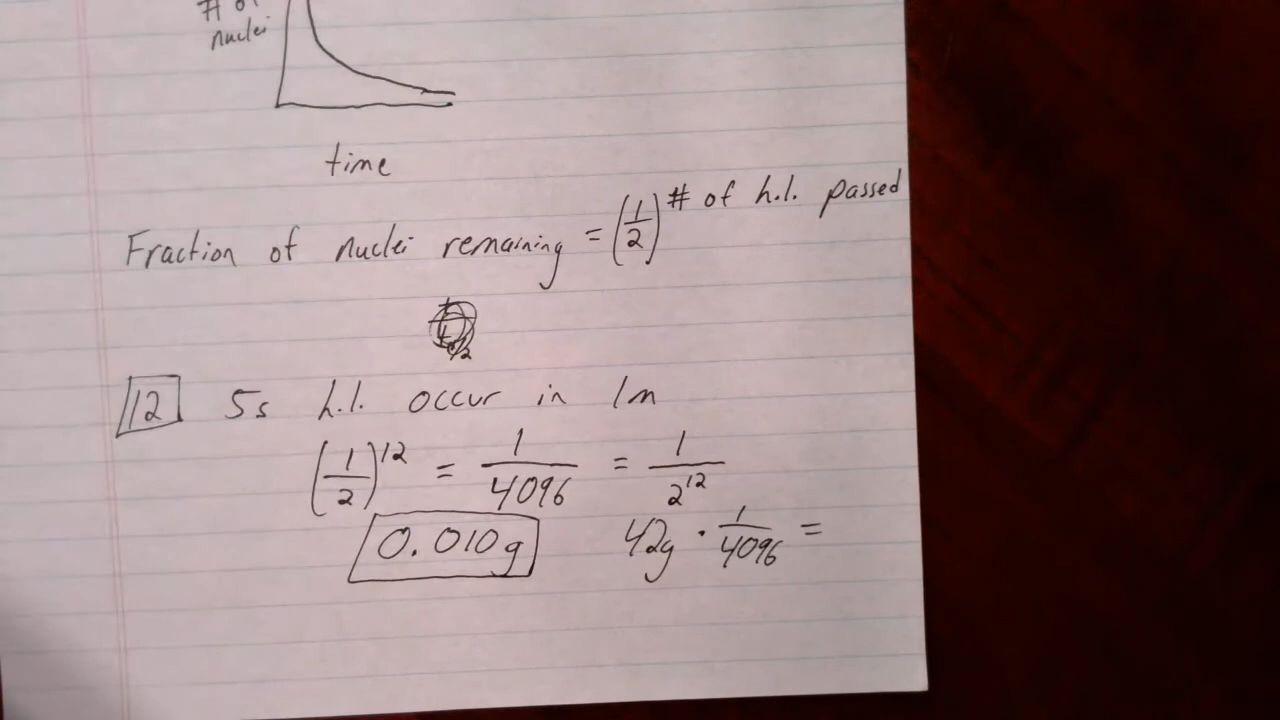 # of
nuclei
time
Fraction of nuclei remaining = (1/2)^# of h.l. passed
12 5s h.l. occur in 1m
(1/2)^12 = 1/4096 = 1/2^12
0.010g 42g · 1/4096 =